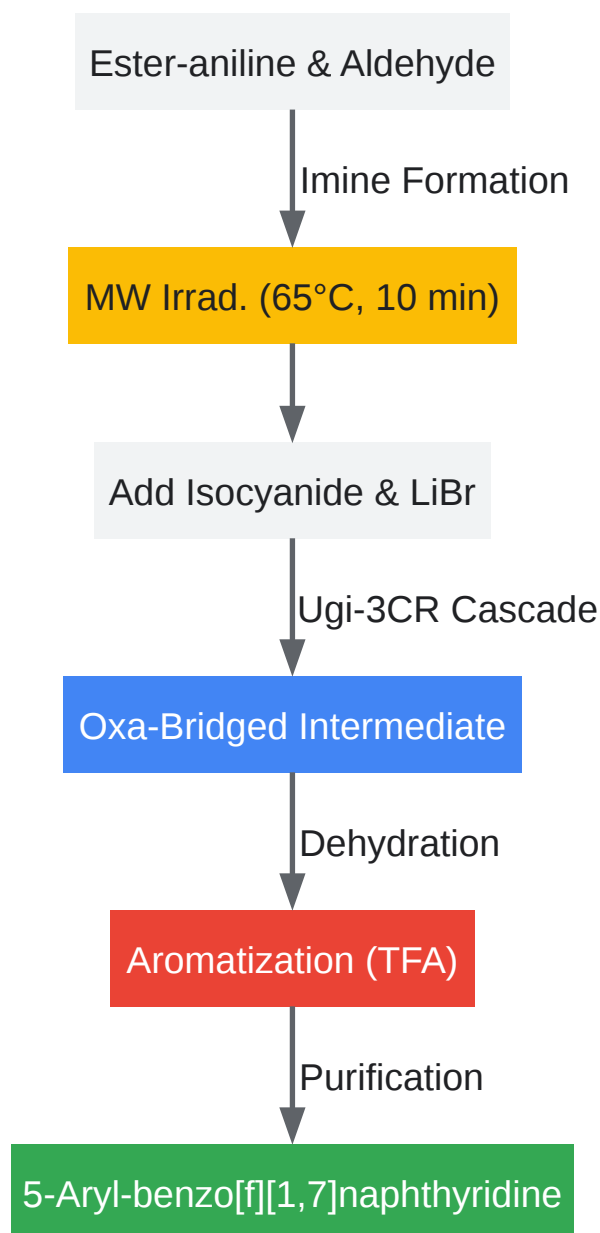 Ester-aniline & Aldehyde
Imine Formation
MW Irrad. (65°C, 10 min)
Add Isocyanide & LiBr
Ugi-3CR Cascade
Oxa-Bridged Intermediate
Dehydration
Aromatization (TFA)
Purification
5-Aryl-benzo[f][1,7]naphthyridine